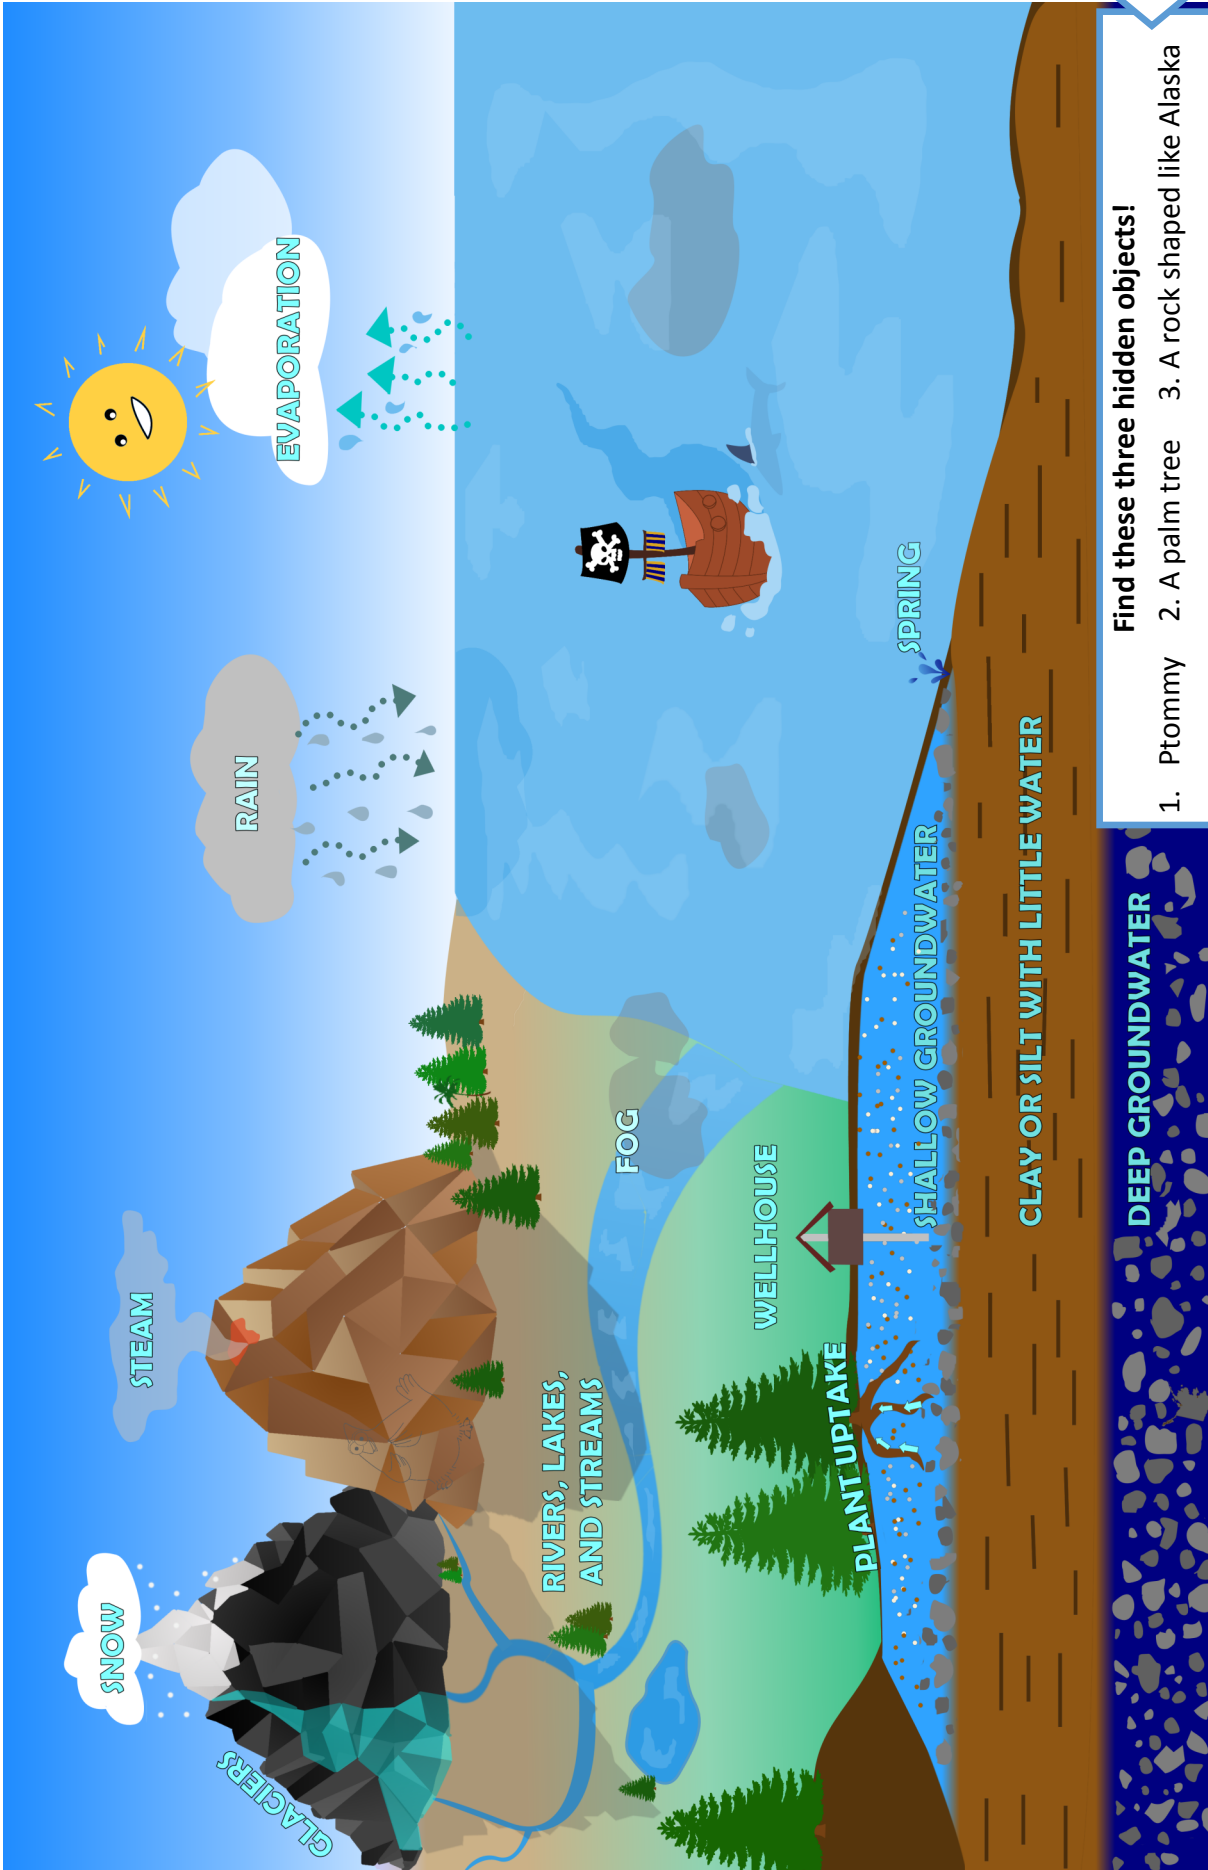 SNOW
STEAM
RAIN
EVAPORATION
GLACIERS
RIVERS, LAKES,
AND STREAMS
FOG
WELLHOUSE
PLANT UPTAKE
SPRING
SHALLOW GROUNDWATER
CLAY OR SILT WITH LITTLE WATER
DEEP GROUNDWATER
Find these three hidden objects!
1. Ptommy 2. A palm tree 3. A rock shaped like Alaska